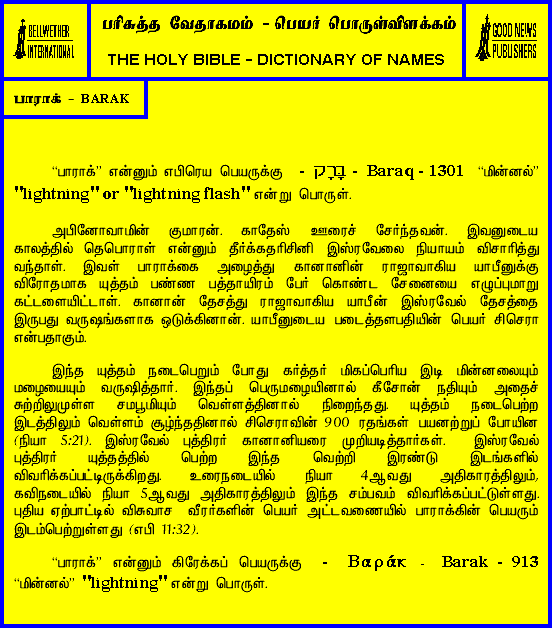 BELLWETHER
INTERNATIONAL
பரிசுத்த வேதாகமம் - பெயர் பொருள்விளக்கம்
THE HOLY BIBLE - DICTIONARY OF NAMES
GOOD NEWS
PUBLISHERS
பாராக் - BARAK
“பாராக்” என்னும் எபிரெய பெயருக்கு - בָּרָק - Baraq - 1301 “மின்னல்”
"lightning" or "lightning flash" என்று பொருள்.
அபினோவாமின் குமாரன். காதேஸ் ஊரைச் சேர்ந்தவன். இவனுடைய
காலத்தில் தெபொராள் என்னும் தீர்க்கதரிசினி இஸ்ரவேலை நியாயம் விசாரித்து
வந்தாள். இவள் பாராக்கை அழைத்து கானானின் ராஜாவாகிய யாபீனுக்கு
விரோதமாக யுத்தம் பண்ண பத்தாயிரம் பேர் கொண்ட சேனையை எழுப்புமாறு
கட்டளையிட்டாள். கானான் தேசத்து ராஜாவாகிய யாபீன் இஸ்ரவேல் தேசத்தை
இருபது வருஷங்களாக ஒடுக்கினான். யாபீனுடைய படைத்தளபதியின் பெயர் சிசெரா
என்பதாகும்.
இந்த யுத்தம் நடைபெறும் போது கர்த்தர் மிகப்பெரிய இடி மின்னலையும்
மழையையும் வருஷித்தார். இந்தப் பெருமழையினால் கீசோன் நதியும் அதைச்
சுற்றிலுமுள்ள சமபூமியும் வெள்ளத்தினால் நிறைந்தது. யுத்தம் நடைபெற்ற
இடத்திலும் வெள்ளம் சூழ்ந்ததினால் சிசெராவின் 900 ரதங்கள் பயனற்றுப் போயின
(நியா 5:21). இஸ்ரவேல் புத்திரர் கானானியரை முறியடித்தார்கள். இஸ்ரவேல்
புத்திரர் யுத்தத்தில் பெற்ற இந்த வெற்றி இரண்டு இடங்களில்
விவரிக்கப்பட்டிருக்கிறது. உரைநடையில் நியா 4ஆவது அதிகாரத்திலும்,
கவிநடையில் நியா 5ஆவது அதிகாரத்திலும் இந்த சம்பவம் விவரிக்கப்பட்டுள்ளது.
புதிய ஏற்பாட்டில் விசுவாச வீரர்களின் பெயர் அட்டவணையில் பாராக்கின் பெயரும்
இடம்பெற்றுள்ளது (எபி 11:32).
“பாராக்” என்னும் கிரேக்கப் பெயருக்கு - Βαράκ - Barak - 913
“மின்னல்” "lightning" என்று பொருள்.